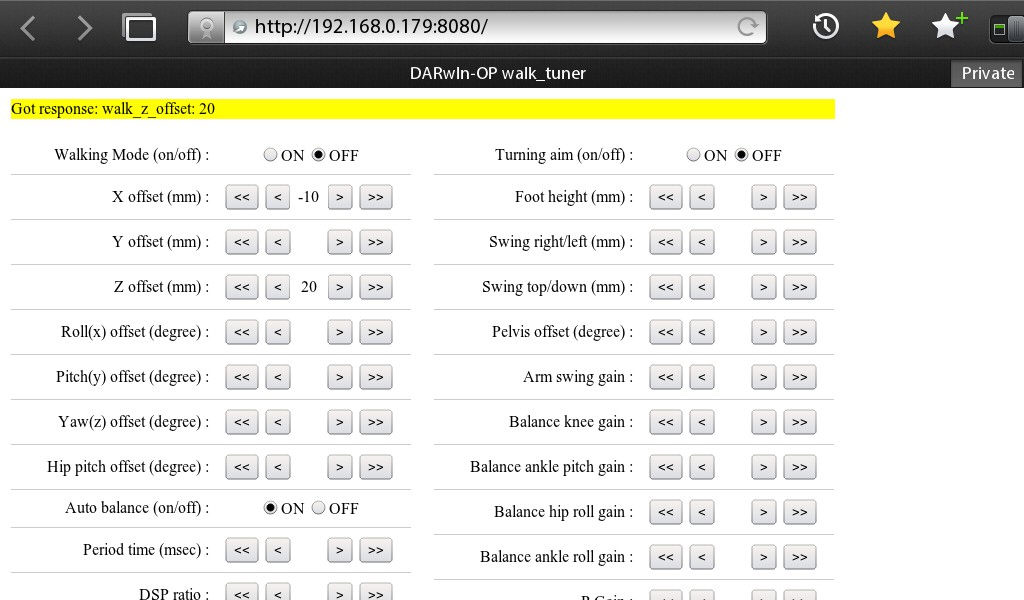 http://192.168.0.179:8080/
DARwIn-OP walk_tuner
Private
Got response: walk_z_offset: 20
Walking Mode (on/off) : ON OFF
X offset (mm) : << < -10 > >>
Y offset (mm) : << < > >>
Z offset (mm) : << < 20 > >>
Roll(x) offset (degree) : << < > >>
Pitch(y) offset (degree) : << < > >>
Yaw(z) offset (degree) : << < > >>
Hip pitch offset (degree) : << < > >>
Auto balance (on/off) : ON OFF
Period time (msec) : << < > >>
DSP ratio : << < > >>
Turning aim (on/off) : ON OFF
Foot height (mm) : << < > >>
Swing right/left (mm) : << < > >>
Swing top/down (mm) : << < > >>
Pelvis offset (degree) : << < > >>
Arm swing gain : << < > >>
Balance knee gain : << < > >>
Balance ankle pitch gain : << < > >>
Balance hip roll gain : << < > >>
Balance ankle roll gain : << < > >>
P Gain :